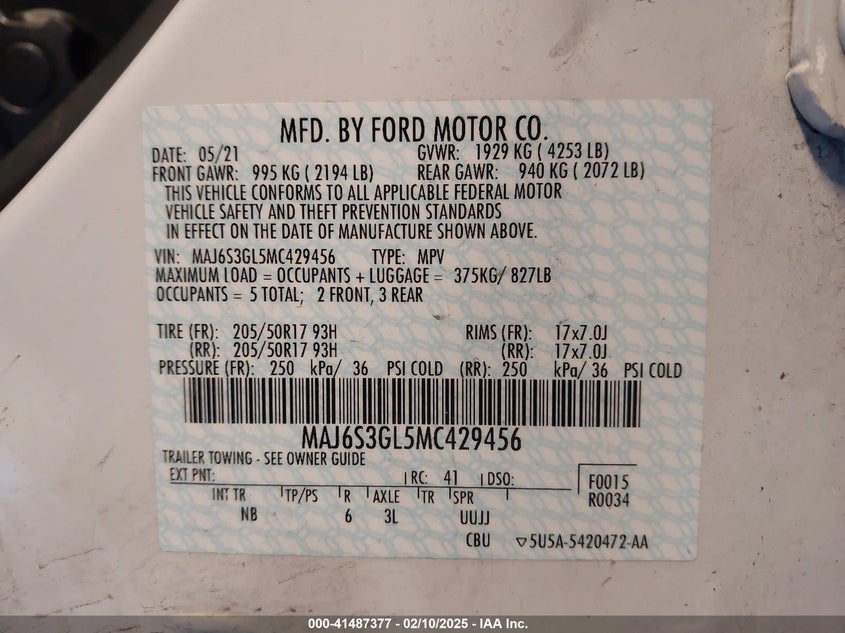 MFD. BY FORD MOTOR CO.
DATE: 05/21 GVWR: 1929 KG ( 4253 LB)
FRONT GAWR: 995 KG ( 2194 LB) REAR GAWR: 940 KG ( 2072 LB)
THIS VEHICLE CONFORMS TO ALL APPLICABLE FEDERAL MOTOR
VEHICLE SAFETY AND THEFT PREVENTION STANDARDS
IN EFFECT ON THE DATE OF MANUFACTURE SHOWN ABOVE.
VIN: MAJ6S3GL5MC429456 TYPE: MPV
MAXIMUM LOAD = OCCUPANTS + LUGGAGE = 375KG/ 827LB
OCCUPANTS = 5 TOTAL; 2 FRONT, 3 REAR
TIRE (FR): 205/50R17 93H RIMS (FR): 17x7.0J
(RR): 205/50R17 93H (RR): 17x7.0J
PRESSURE (FR): 250 kPa/ 36 PSI COLD (RR): 250 kPa/ 36 PSI COLD
MAJ6S3GL5MC429456
TRAILER TOWING - SEE OWNER GUIDE
EXT PNT: RC: 41 DSO: F0015
R0034
INT TR TP/PS R AXLE TR SPR
NB 6 3L UUJJ
CBU ▽5U5A-5420472-AA
000-41487377 - 02/10/2025 - IAA Inc.